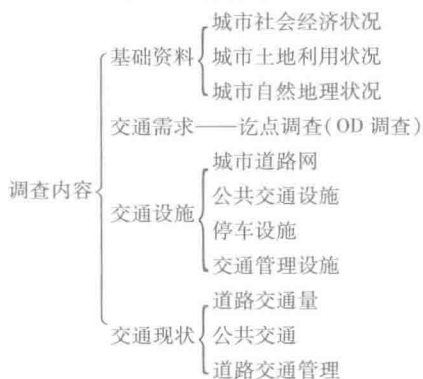 城市社会经济状况
基础资料
城市土地利用状况
城市自然地理状况
交通需求——讫点调查(OD 调查)
城市道路网
公共交通设施
调查内容
交通设施
停车设施
交通管理设施
道路交通量
交通现状
公共交通
道路交通管理